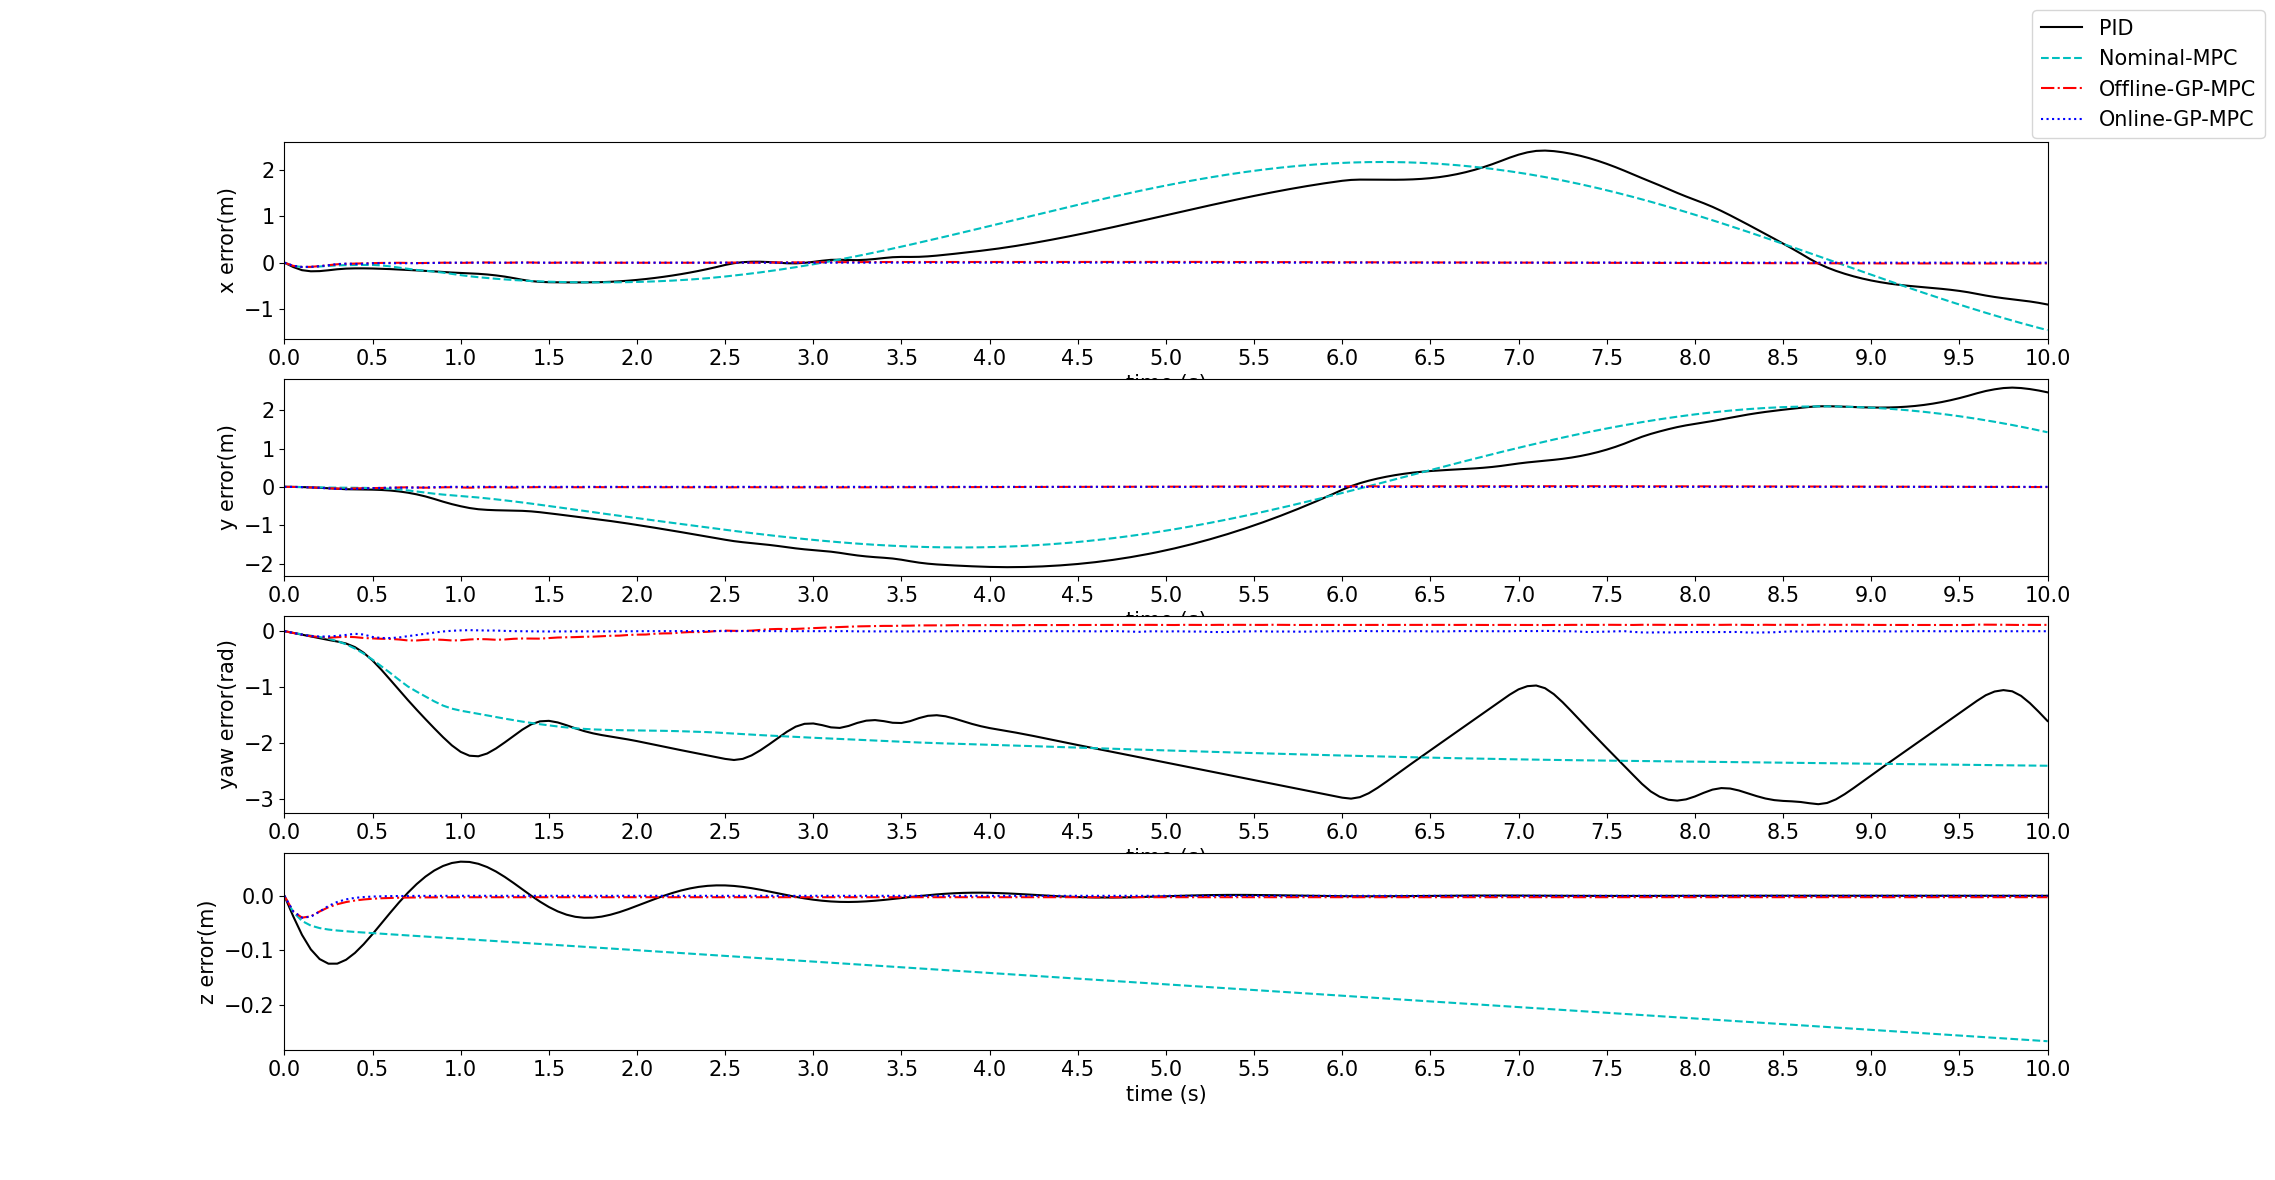 PID
Nominal-MPC
Offline-GP-MPC
Online-GP-MPC
x error(m)
2
1
0
−1
0.0 0.5 1.0 1.5 2.0 2.5 3.0 3.5 4.0 4.5 5.0 5.5 6.0 6.5 7.0 7.5 8.0 8.5 9.0 9.5 10.0
time (s)
y error(m)
2
1
0
−1
−2
0.0 0.5 1.0 1.5 2.0 2.5 3.0 3.5 4.0 4.5 5.0 5.5 6.0 6.5 7.0 7.5 8.0 8.5 9.0 9.5 10.0
time (s)
yaw error(rad)
0
−1
−2
−3
0.0 0.5 1.0 1.5 2.0 2.5 3.0 3.5 4.0 4.5 5.0 5.5 6.0 6.5 7.0 7.5 8.0 8.5 9.0 9.5 10.0
time (s)
z error(m)
0.0
−0.1
−0.2
0.0 0.5 1.0 1.5 2.0 2.5 3.0 3.5 4.0 4.5 5.0 5.5 6.0 6.5 7.0 7.5 8.0 8.5 9.0 9.5 10.0
time (s)